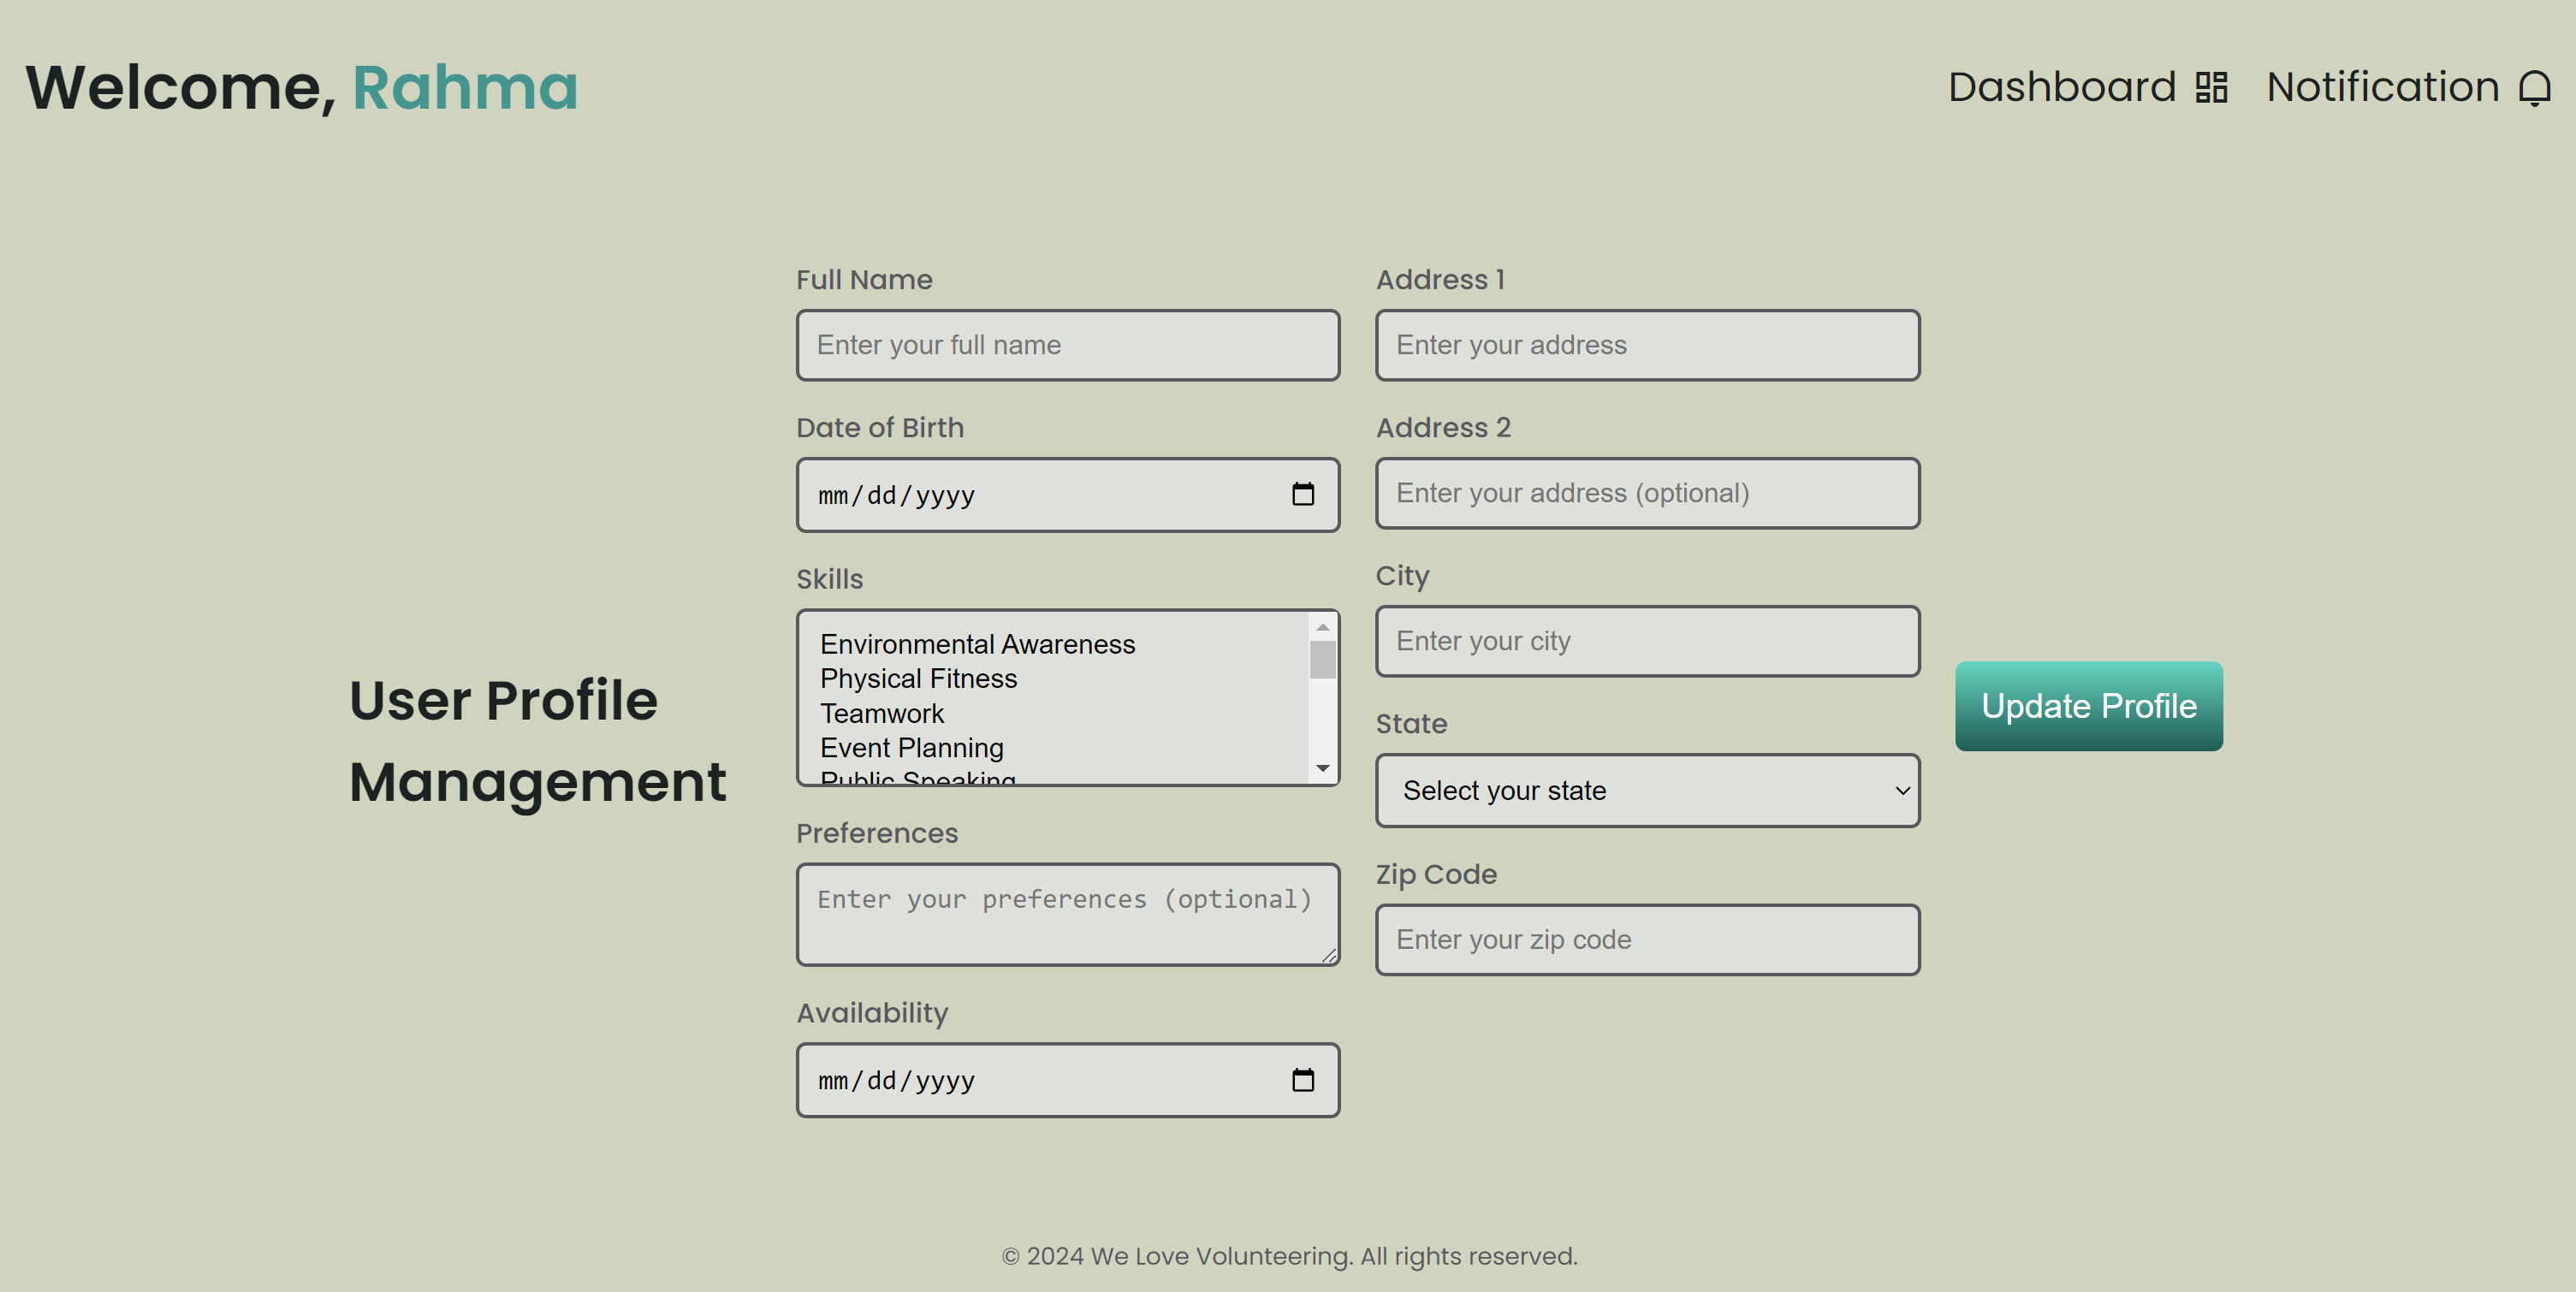 Welcome, Rahma
Dashboard
Notification
User Profile
Management
Full Name
Enter your full name
Date of Birth
mm/dd/yyyy
Skills
Environmental Awareness
Physical Fitness
Teamwork
Event Planning
Public Speaking
Preferences
Enter your preferences (optional)
Availability
mm/dd/yyyy
Address 1
Enter your address
Address 2
Enter your address (optional)
City
Enter your city
State
Select your state
Zip Code
Enter your zip code
Update Profile
© 2024 We Love Volunteering. All rights reserved.